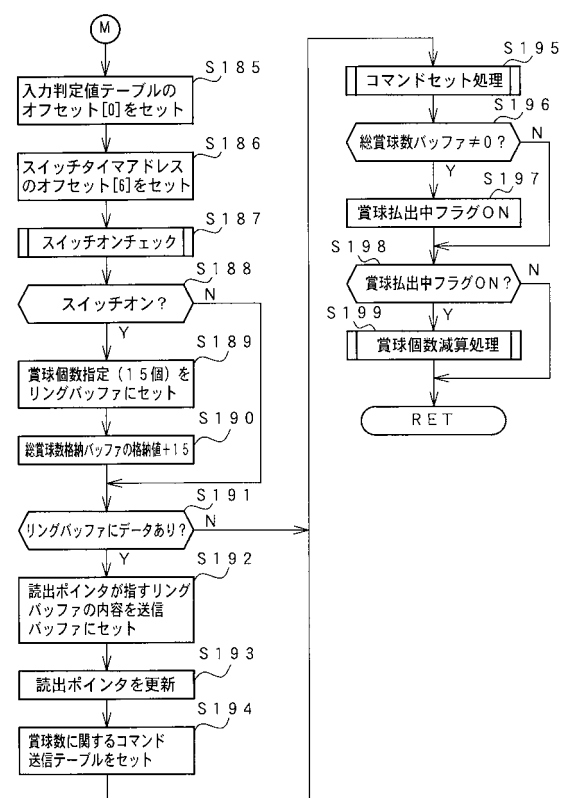 M
S185
入力判定値テーブルの
オフセット[0]をセット
S186
スイッチタイマアドレス
のオフセット[6]をセット
S187
スイッチオンチェック
S188
スイッチオン?
N
Y
S189
賞球個数指定(15個)を
リングバッファにセット
S190
総賞球数格納バッファの格納値+15
S191
リングバッファにデータあり?
N
Y
S192
読出ポインタが指すリング
バッファの内容を送信
バッファにセット
S193
読出ポインタを更新
S194
賞球数に関するコマンド
送信テーブルをセット
S195
コマンドセット処理
S196
総賞球数バッファ≠0?
N
Y
S197
賞球払出中フラグON
S198
賞球払出中フラグON?
N
Y
S199
賞球個数減算処理
RET